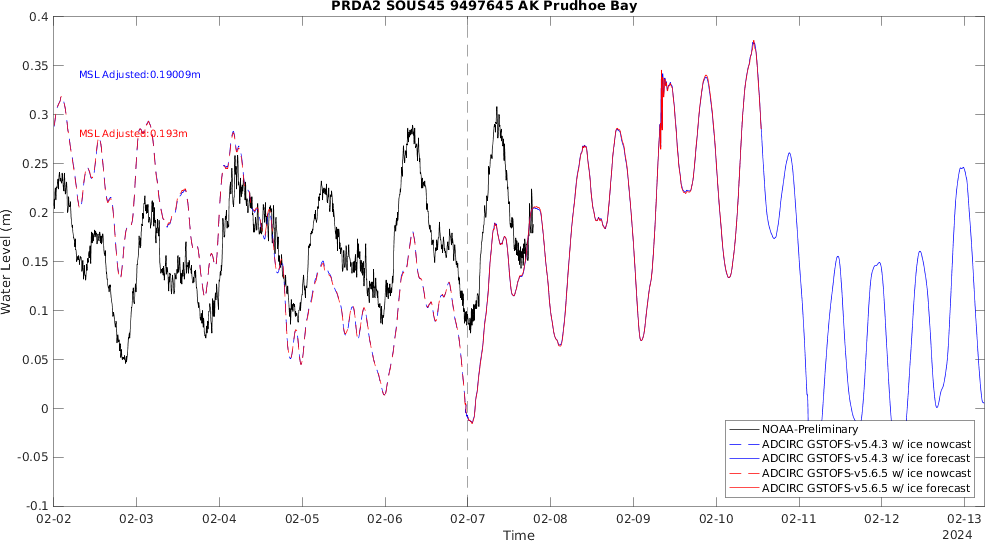 PRDA2 SOUS45 9497645 AK Prudhoe Bay
0.4
0.35
0.3
0.25
0.2
0.15
0.1
0.05
0
-0.05
-0.1
Water Level (m)
MSL Adjusted:0.19009m
MSL Adjusted:0.193m
NOAA-Preliminary
ADCIRC GSTOFS-v5.4.3 w/ ice nowcast
ADCIRC GSTOFS-v5.4.3 w/ ice forecast
ADCIRC GSTOFS-v5.6.5 w/ ice nowcast
ADCIRC GSTOFS-v5.6.5 w/ ice forecast
02-02 02-03 02-04 02-05 02-06 02-07 02-08 02-09 02-10 02-11 02-12 02-13
Time
2024